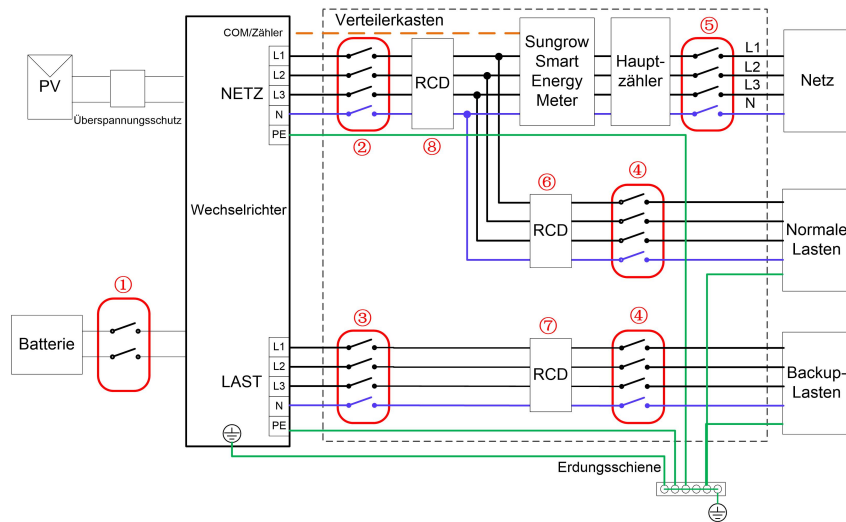 Verteilerkasten
COM/Zähler
⑤
PV
Überspannungsschutz
NETZ
L1
L2
L3
N
PE
②
RCD
⑧
Sungrow
Smart
Energy
Meter
Haupt-
zähler
L1
L2
L3
N
Netz
Wechselrichter
⑥
RCD
④
Normale
Lasten
①
Batterie
LAST
L1
L2
L3
N
PE
③
⑦
RCD
④
Backup-
Lasten
Erdungsschiene